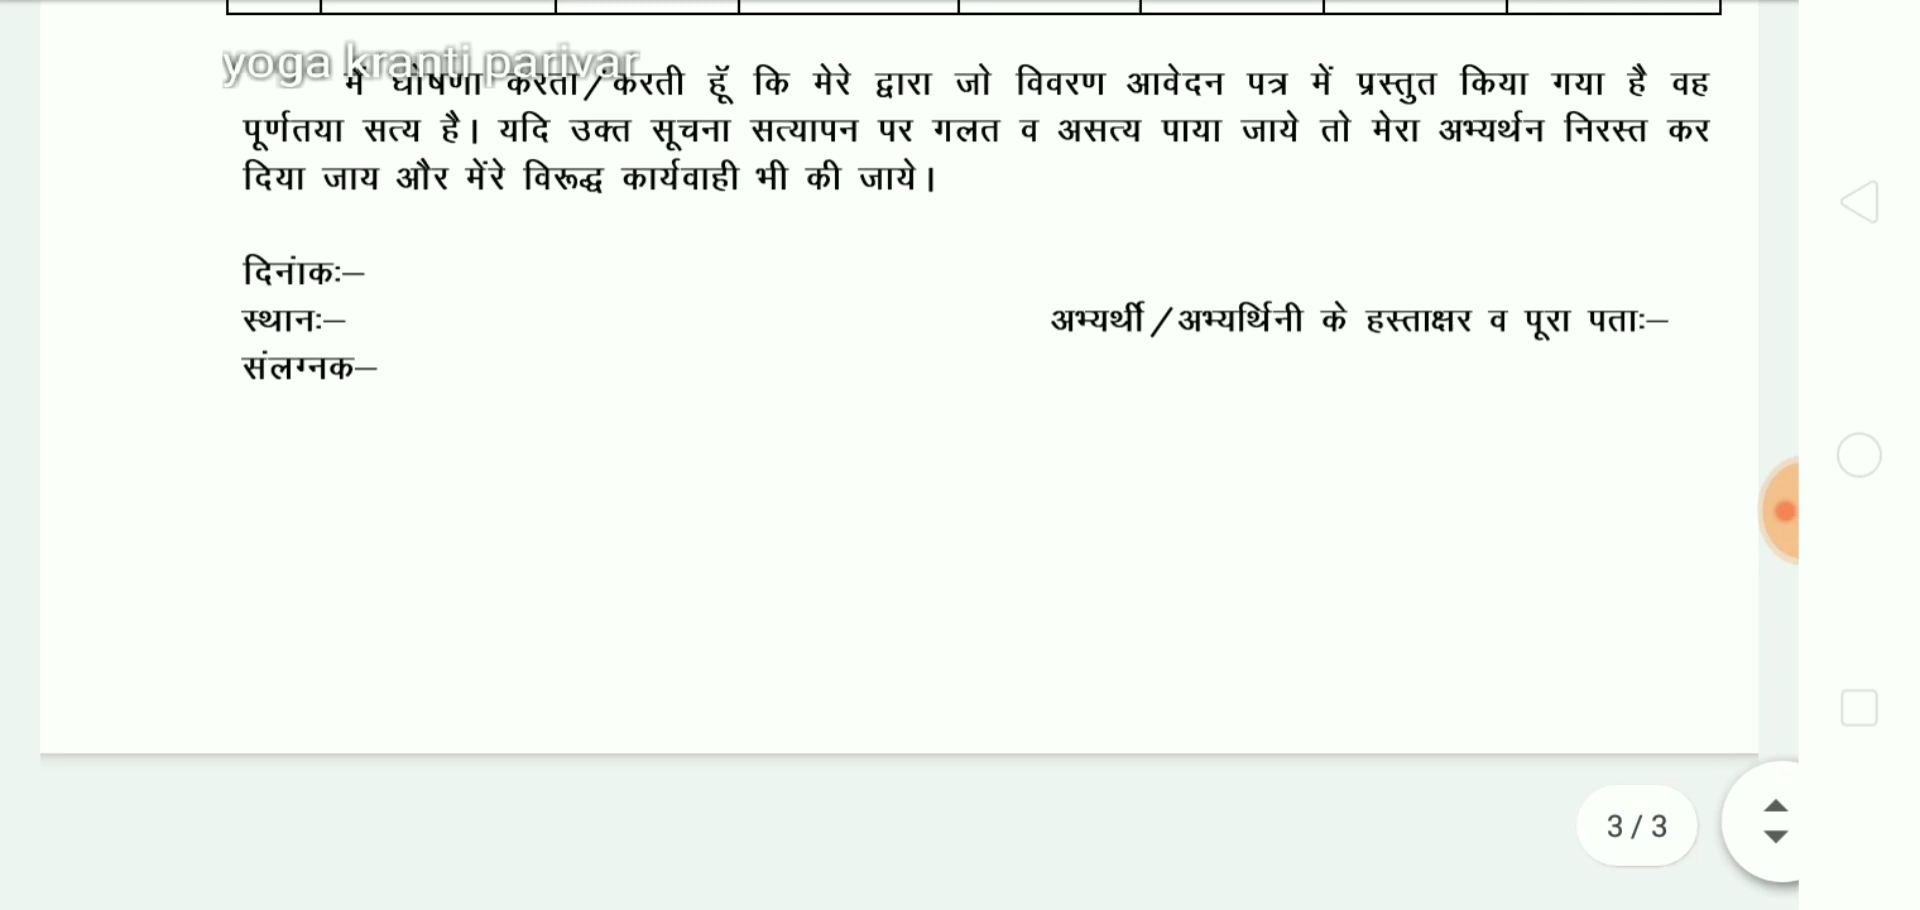 yoga kranti parivar
मैं घोषणा करता/करती हूँ कि मेरे द्वारा जो विवरण आवेदन पत्र में प्रस्तुत किया गया है वह
पूर्णतया सत्य है। यदि उक्त सूचना सत्यापन पर गलत व असत्य पाया जाये तो मेरा अभ्यर्थन निरस्त कर
दिया जाय और मेंरे विरूद्ध कार्यवाही भी की जाये।
दिनांकः–
स्थानः– अभ्यर्थी/अभ्यर्थिनी के हस्ताक्षर व पूरा पताः–
संलग्नक–
3 / 3